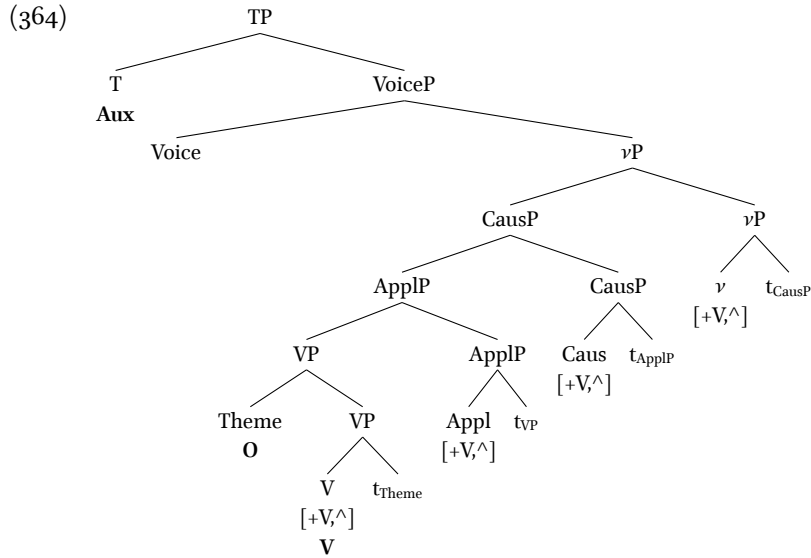 (364) TP
T VoiceP
Aux
Voice νP
CausP νP
ApplP CausP ν t_CausP
[+V,^]
VP ApplP Caus t_ApplP
[+V,^]
Theme VP Appl t_VP
O [+V,^]
V t_Theme
[+V,^]
V